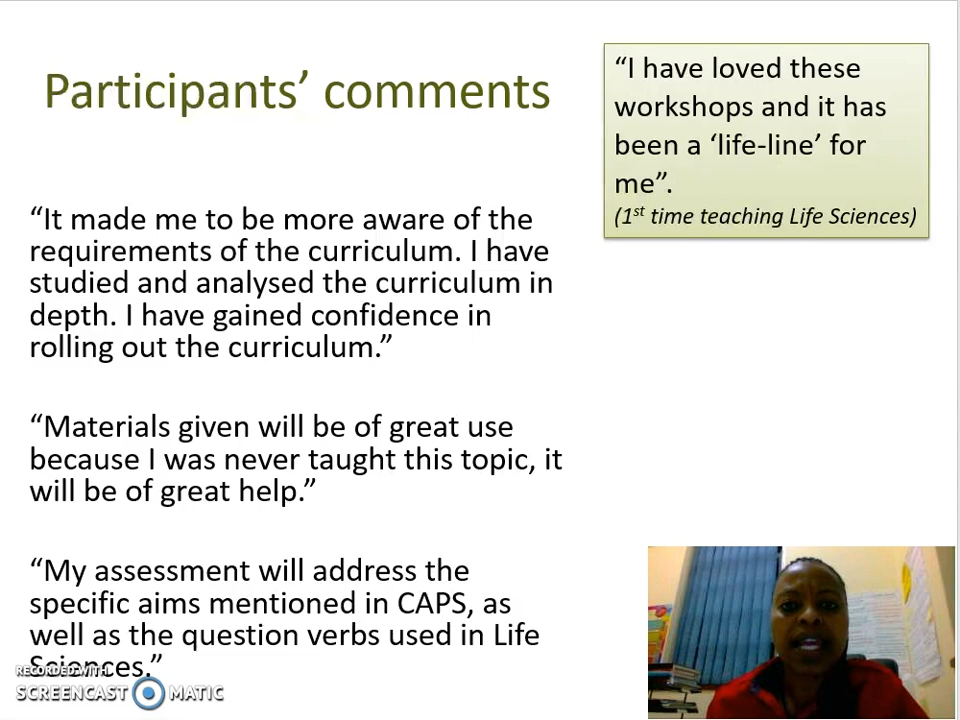 Participants’ comments
“I have loved these
workshops and it has
been a ‘life-line’ for
me”.
(1st time teaching Life Sciences)
“It made me to be more aware of the
requirements of the curriculum. I have
studied and analysed the curriculum in
depth. I have gained confidence in
rolling out the curriculum.”
“Materials given will be of great use
because I was never taught this topic, it
will be of great help.”
“My assessment will address the
specific aims mentioned in CAPS, as
well as the question verbs used in Life
Sciences.”
RECORDED WITH
SCREENCAST MATIC